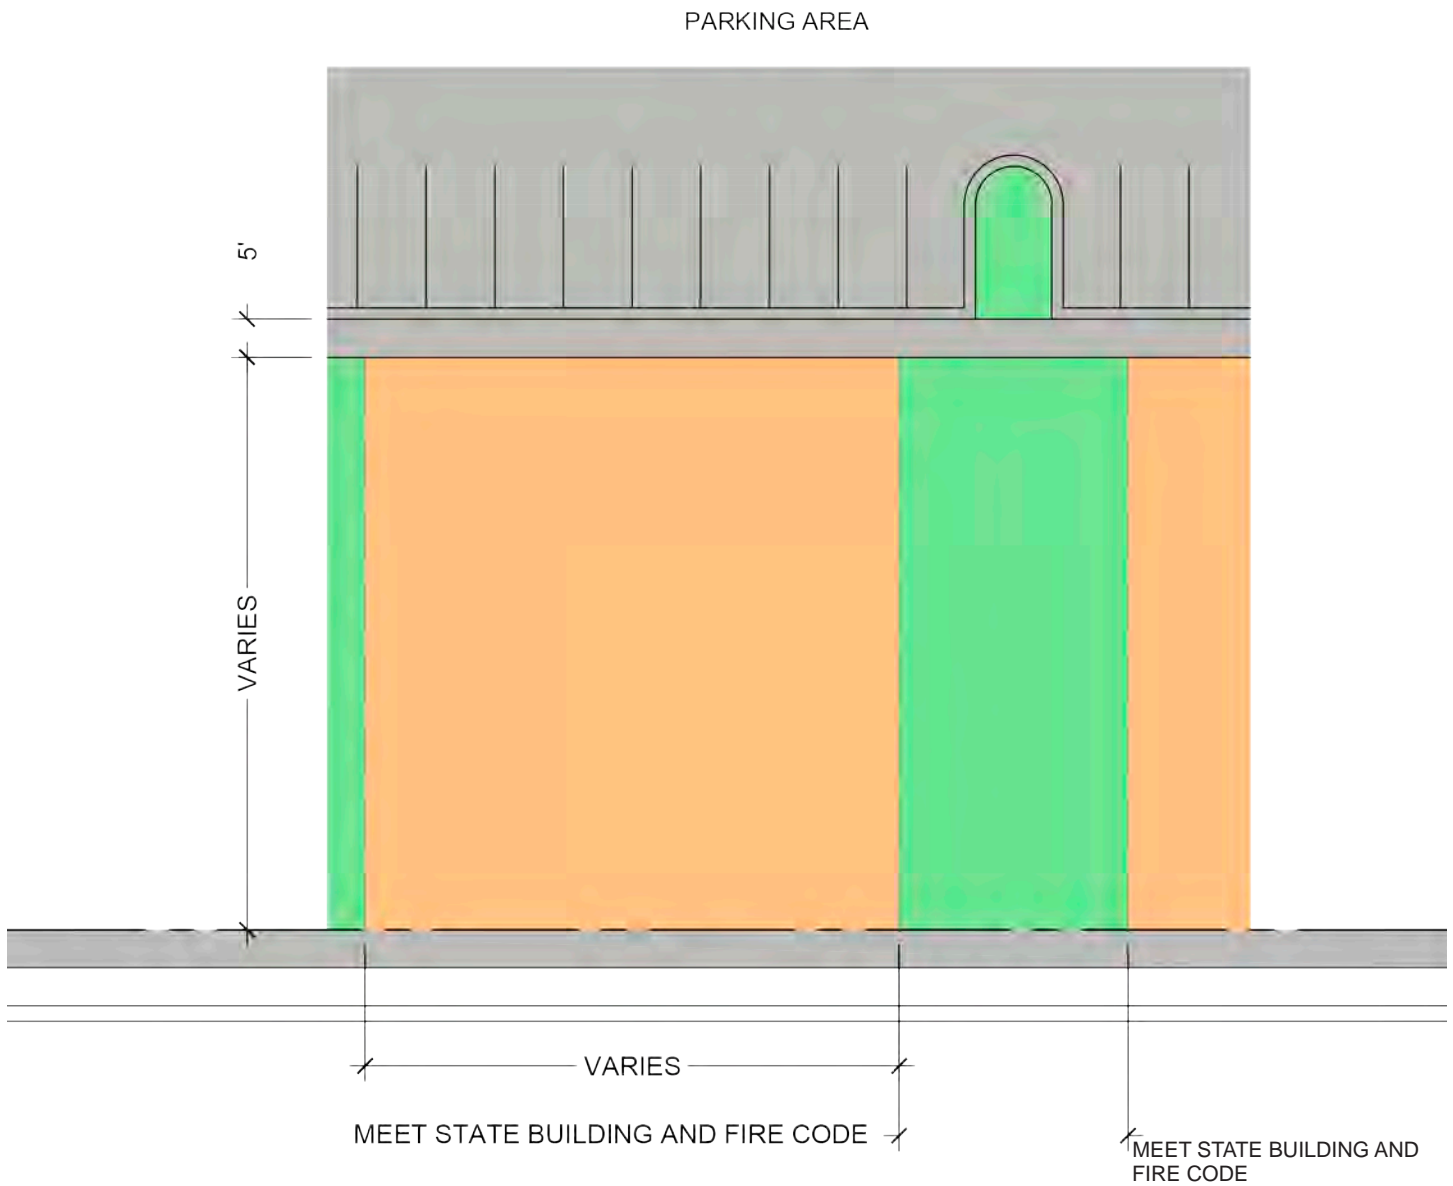 PARKING AREA
5'
VARIES
VARIES
MEET STATE BUILDING AND FIRE CODE
MEET STATE BUILDING AND
FIRE CODE